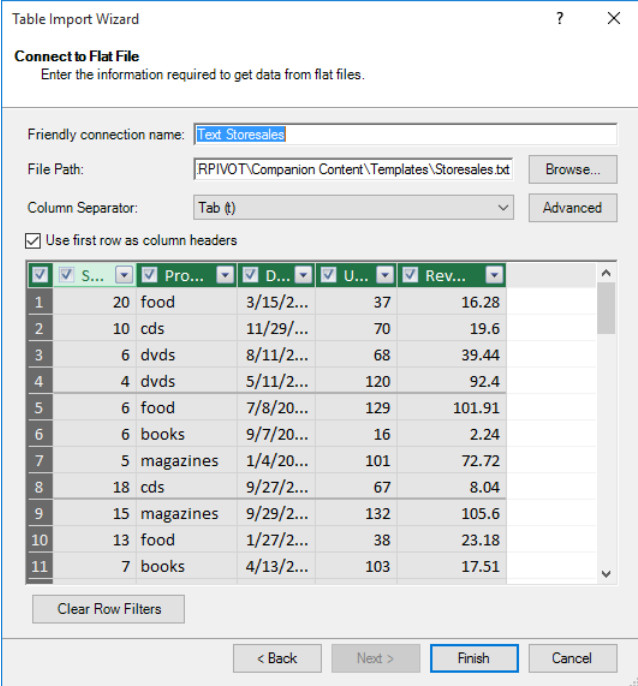 Table Import Wizard ?
Connect to Flat File
Enter the information required to get data from flat files.
Friendly connection name: Text Storesales
File Path: RPIVOT\Companion Content\Templates\Storesales.txt Browse...
Column Separator: Tab (t) Advanced
Use first row as column headers
S... Pro... D... U... Rev...
1 20 food 3/15/2... 37 16.28
2 10 cds 11/29/... 70 19.6
3 6 dvds 8/11/2... 68 39.44
4 4 dvds 5/11/2... 120 92.4
5 6 food 7/8/20... 129 101.91
6 6 books 9/7/20... 16 2.24
7 5 magazines 1/4/20... 101 72.72
8 18 cds 9/27/2... 67 8.04
9 15 magazines 9/29/2... 132 105.6
10 13 food 1/27/2... 38 23.18
11 7 books 4/13/2... 103 17.51
Clear Row Filters
< Back Next > Finish Cancel